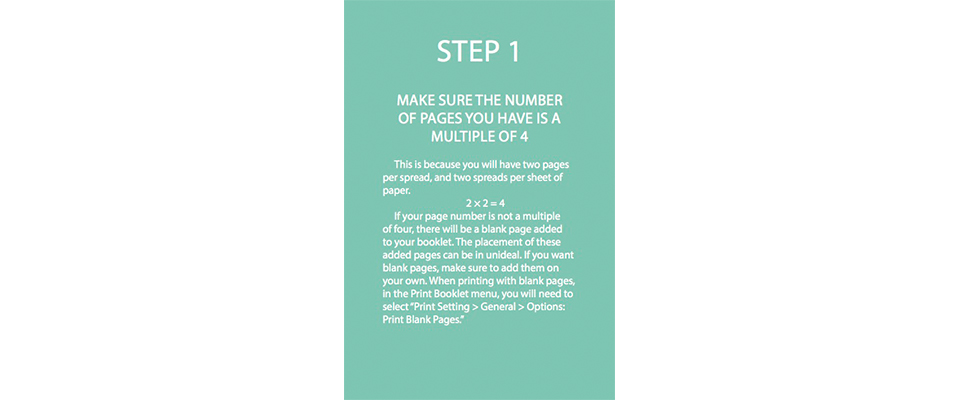 STEP 1
MAKE SURE THE NUMBER
OF PAGES YOU HAVE IS A
MULTIPLE OF 4
This is because you will have two pages
per spread, and two spreads per sheet of
paper.
2 x 2 = 4
If your page number is not a multiple
of four, there will be a blank page added
to your booklet. The placement of these
added pages can be in unideal. If you want
blank pages, make sure to add them on
your own. When printing with blank pages,
in the Print Booklet menu, you will need to
select “Print Setting > General > Options:
Print Blank Pages.”